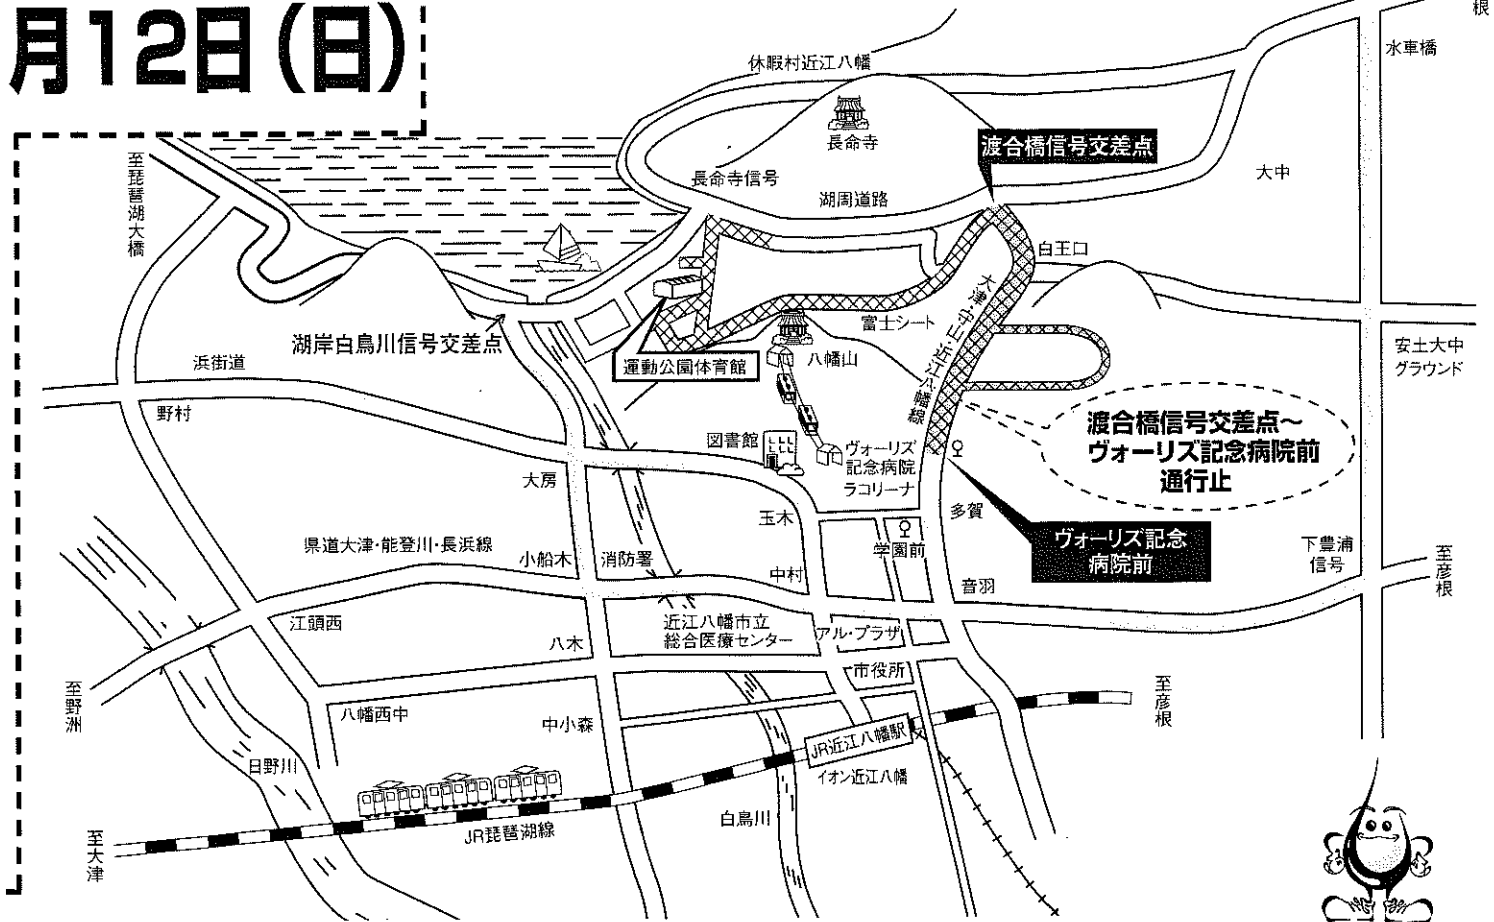 月12日(日)
根
水車橋
休暇村近江八幡
長命寺
渡合橋信号交差点
至琵琶湖大橋
長命寺信号
湖周道路
大中
白王口
大津・守山・近江八幡線
富士シート
湖岸白鳥川信号交差点
運動公園体育館
八幡山
安土大中
グラウンド
浜街道
野村
渡合橋信号交差点~
ヴォーリズ記念病院前
通行止
図書館
ヴォーリズ
記念病院
ラコリーナ
大房
玉木
多賀
学園前
ヴォーリズ記念
病院前
県道大津・能登川・長浜線
小船木
消防署
中村
音羽
下豊浦
信号
至彦根
江頭西
近江八幡市立
総合医療センター
アル・プラザ
八木
市役所
至野洲
八幡西中
中小森
至彦根
JR近江八幡駅
イオン近江八幡
日野川
JR琵琶湖線
白鳥川
至大津